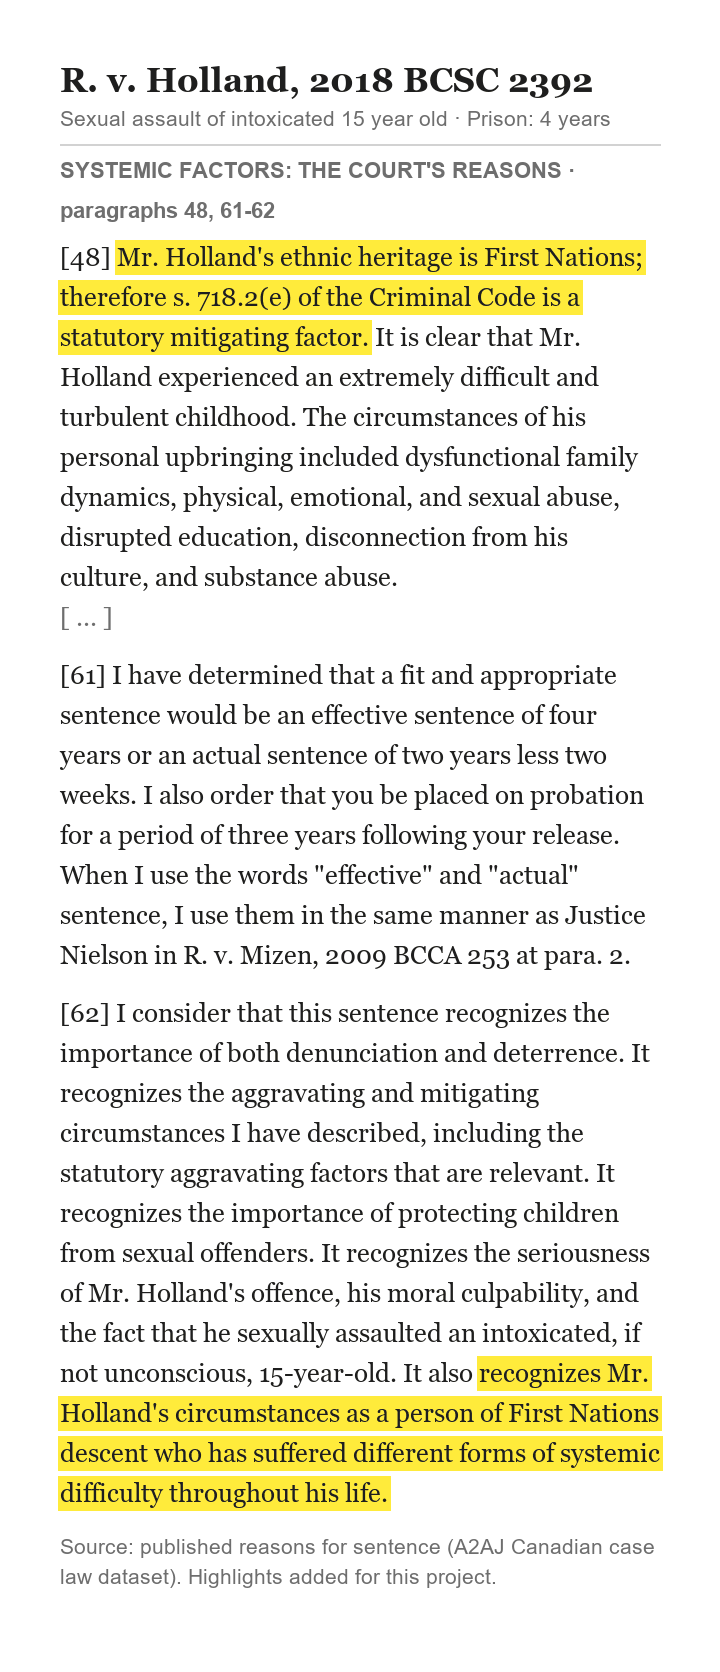 R. v. Holland, 2018 BCSC 2392
Sexual assault of intoxicated 15 year old · Prison: 4 years
SYSTEMIC FACTORS: THE COURT'S REASONS ·
paragraphs 48, 61-62
[48] Mr. Holland's ethnic heritage is First Nations;
therefore s. 718.2(e) of the Criminal Code is a
statutory mitigating factor. It is clear that Mr.
Holland experienced an extremely difficult and
turbulent childhood. The circumstances of his
personal upbringing included dysfunctional family
dynamics, physical, emotional, and sexual abuse,
disrupted education, disconnection from his
culture, and substance abuse.
[ ... ]
[61] I have determined that a fit and appropriate
sentence would be an effective sentence of four
years or an actual sentence of two years less two
weeks. I also order that you be placed on probation
for a period of three years following your release.
When I use the words "effective" and "actual"
sentence, I use them in the same manner as Justice
Nielson in R. v. Mizen, 2009 BCCA 253 at para. 2.
[62] I consider that this sentence recognizes the
importance of both denunciation and deterrence. It
recognizes the aggravating and mitigating
circumstances I have described, including the
statutory aggravating factors that are relevant. It
recognizes the importance of protecting children
from sexual offenders. It recognizes the seriousness
of Mr. Holland's offence, his moral culpability, and
the fact that he sexually assaulted an intoxicated, if
not unconscious, 15-year-old. It also recognizes Mr.
Holland's circumstances as a person of First Nations
descent who has suffered different forms of systemic
difficulty throughout his life.
Source: published reasons for sentence (A2AJ Canadian case
law dataset). Highlights added for this project.